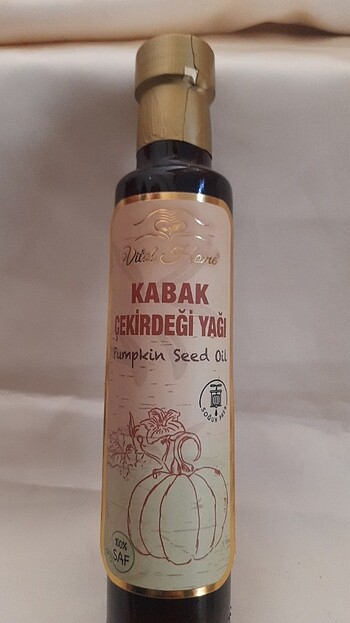 KABAK
ÇEKİRDEĞİ YAĞI
Pumpkin Seed Oil
100%
SAF